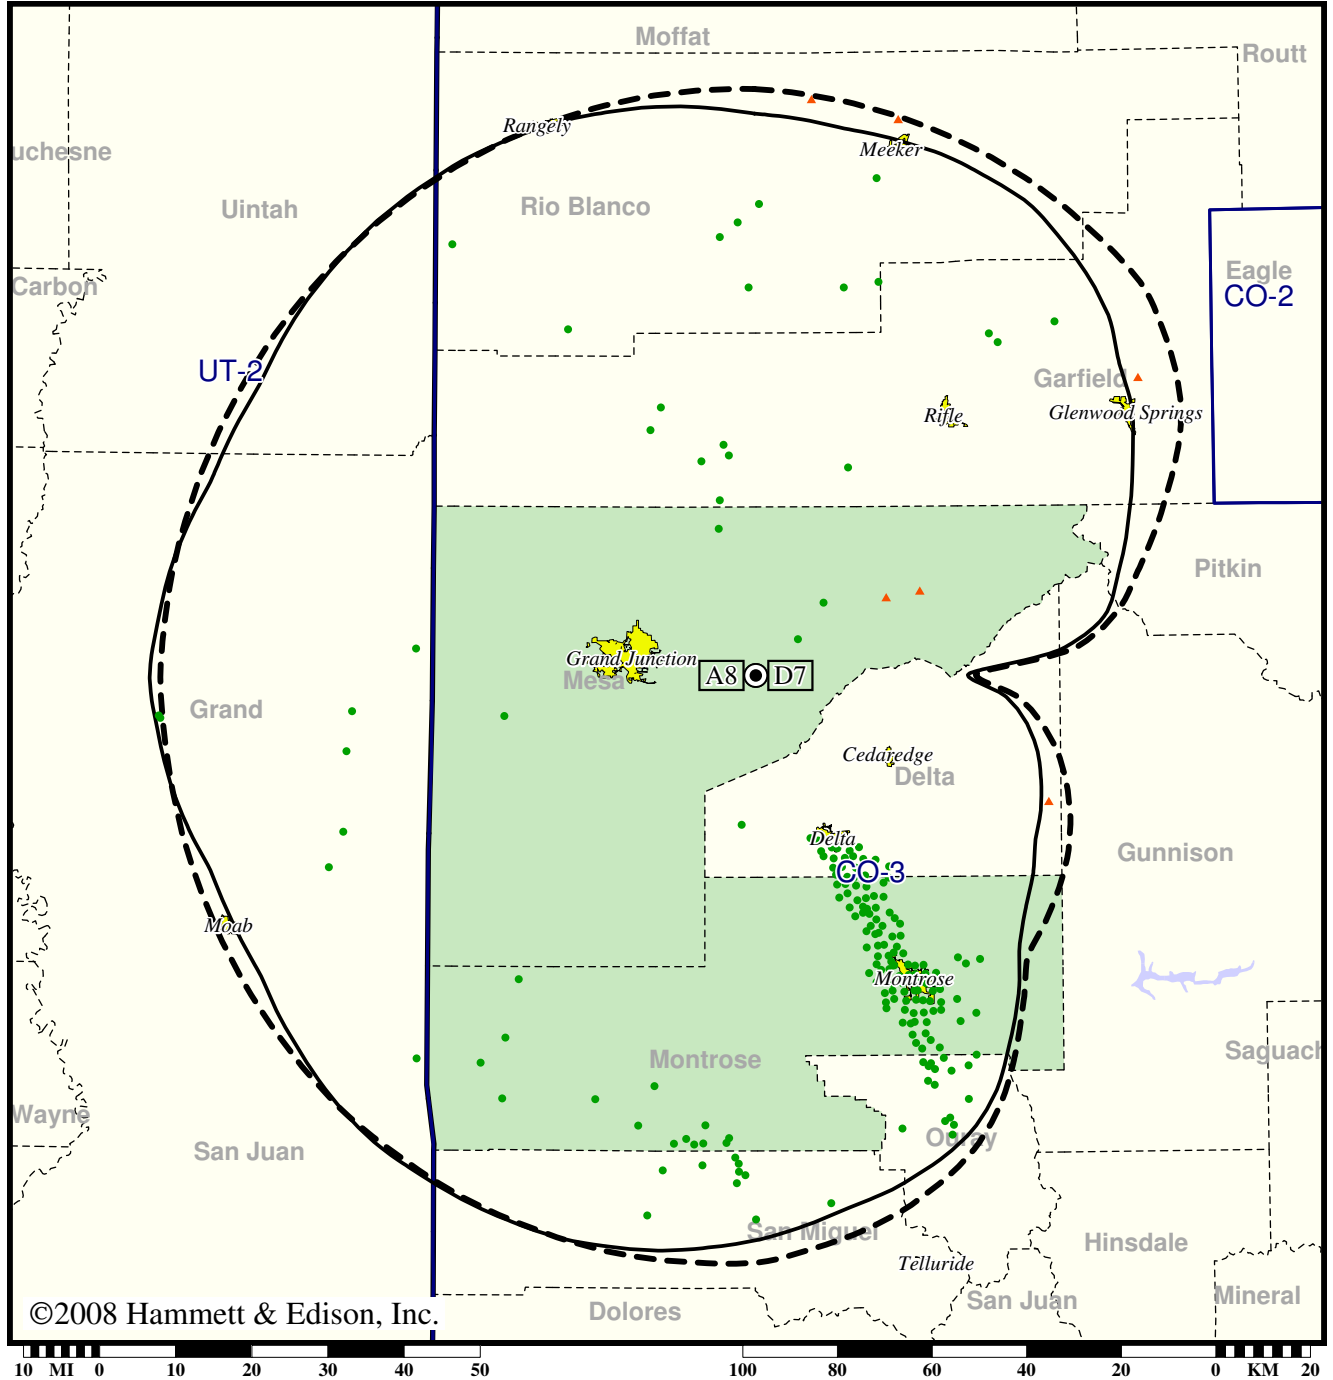 Moffat
Routt
Rangely
Meeker
uchesne
Uintah
Rio Blanco
Carbon
Eagle
CO-2
UT-2
Garfield
Rifle
Glenwood Springs
Pitkin
Grand Junction
Mesa
A8
D7
Grand
Cedaredge
Delta
Delta
CO-3
Gunnison
Moab
Montrose
Montrose
Saguach
Wayne
San Juan
Ouray
San Miguel
Hinsdale
Telluride
San Juan
Mineral
Dolores
©2008 Hammett & Edison, Inc.
10 MI 0 10 20 30 40 50 100 80 60 40 20 0 KM 20